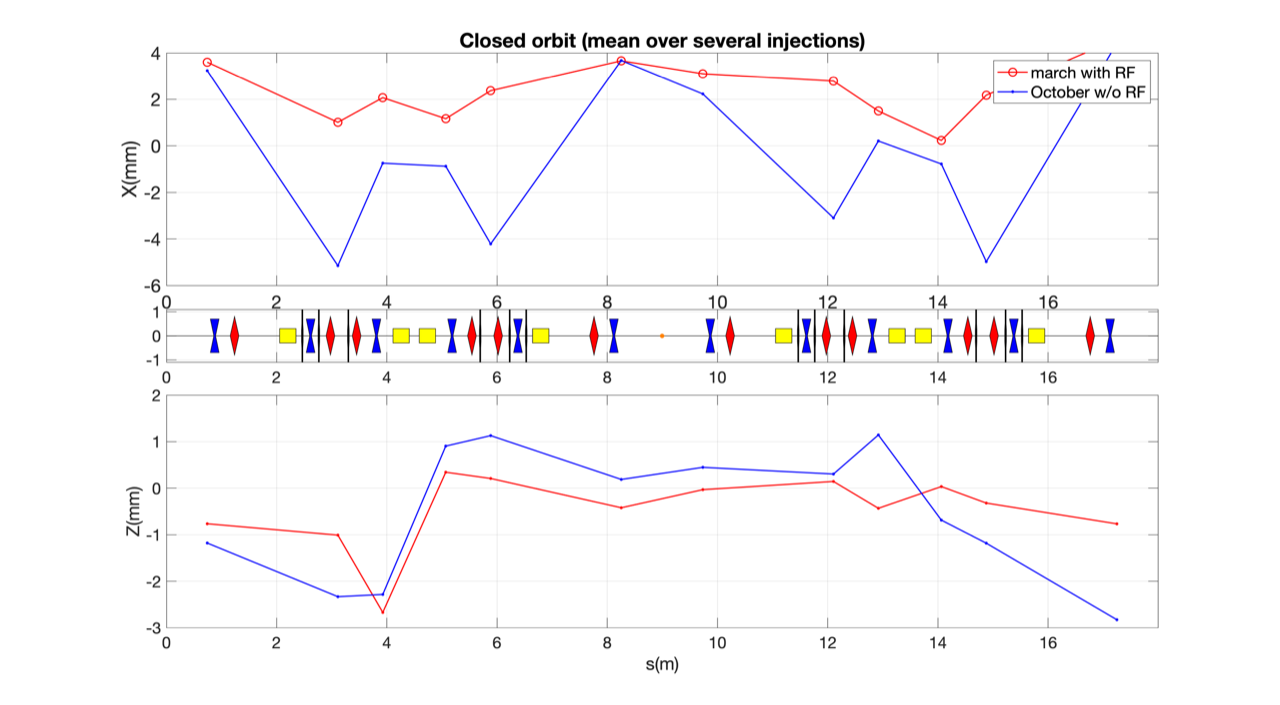 Closed orbit (mean over several injections)
4
2
0
-2
-4
-6
X(mm)
march with RF
October w/o RF
0 2 4 6 8 10 12 14 16
1
0
-1
0 2 4 6 8 10 12 14 16
2
1
0
-1
-2
-3
Z(mm)
0 2 4 6 8 10 12 14 16
s(m)